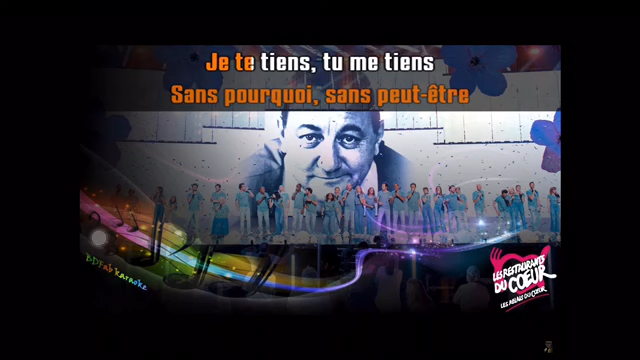 Je te tiens, tu me tiens
Sans pourquoi, sans peut-être
BDFab karaoke
LES RESTAURANTS
DU CŒUR
LES RELAIS DU CŒUR